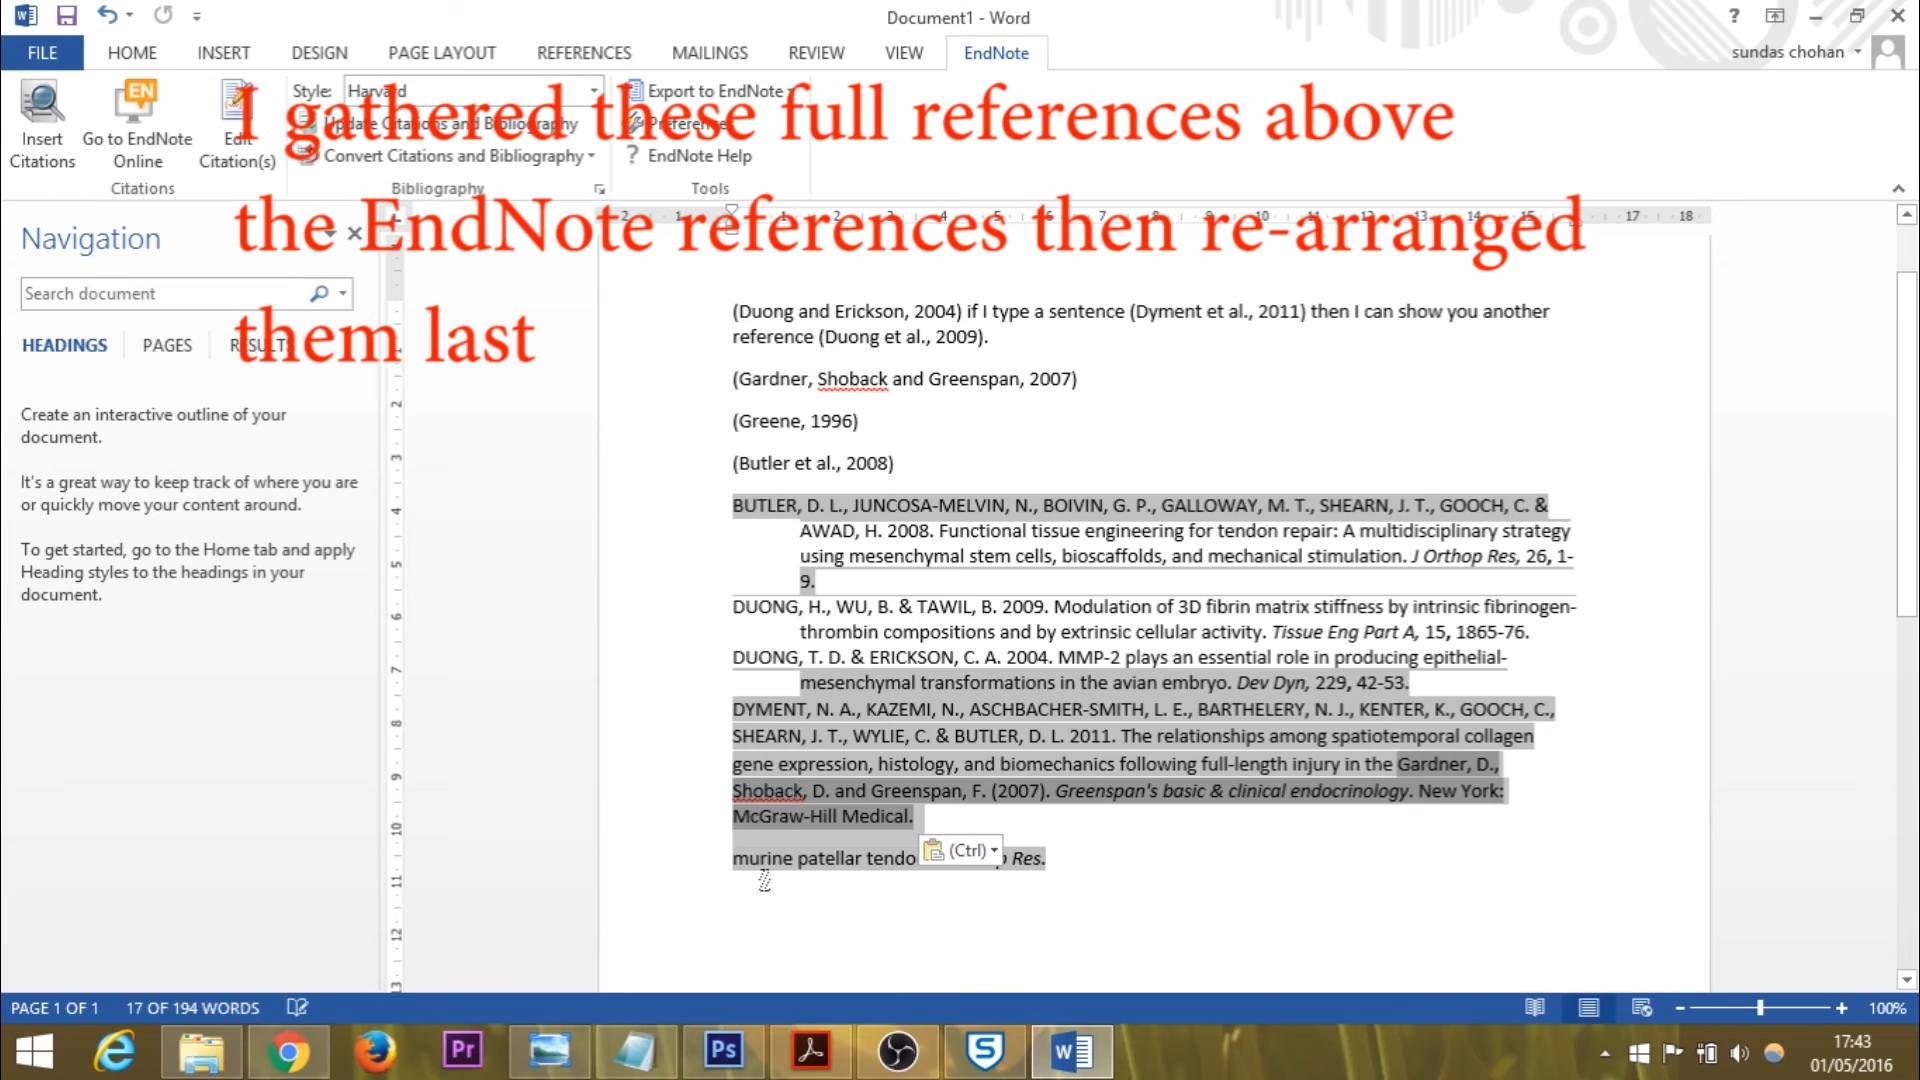 Document1 - Word
FILE
HOME
INSERT
DESIGN
PAGE LAYOUT
REFERENCES
MAILINGS
REVIEW
VIEW
EndNote
sundas chohan
Insert
Citations
Go to EndNote
Online
Edit
Citation(s)
Citations
Style: Harvard
Update Citations and Bibliography
Convert Citations and Bibliography
Bibliography
Export to EndNote
Preferences
EndNote Help
Tools
I gathered these full references above
the EndNote references then re-arranged
them last
Navigation
Search document
HEADINGS
PAGES
RESULTS
Create an interactive outline of your
document.
It's a great way to keep track of where you are
or quickly move your content around.
To get started, go to the Home tab and apply
Heading styles to the headings in your
document.
(Duong and Erickson, 2004) if I type a sentence (Dyment et al., 2011) then I can show you another
reference (Duong et al., 2009).
(Gardner, Shoback and Greenspan, 2007)
(Greene, 1996)
(Butler et al., 2008)
BUTLER, D. L., JUNCOSA-MELVIN, N., BOIVIN, G. P., GALLOWAY, M. T., SHEARN, J. T., GOOCH, C. &
AWAD, H. 2008. Functional tissue engineering for tendon repair: A multidisciplinary strategy
using mesenchymal stem cells, bioscaffolds, and mechanical stimulation. J Orthop Res, 26, 1-
9.
DUONG, H., WU, B. & TAWIL, B. 2009. Modulation of 3D fibrin matrix stiffness by intrinsic fibrinogen-
thrombin compositions and by extrinsic cellular activity. Tissue Eng Part A, 15, 1865-76.
DUONG, T. D. & ERICKSON, C. A. 2004. MMP-2 plays an essential role in producing epithelial-
mesenchymal transformations in the avian embryo. Dev Dyn, 229, 42-53.
DYMENT, N. A., KAZEMI, N., ASCHBACHER-SMITH, L. E., BARTHELERY, N. J., KENTER, K., GOOCH, C.,
SHEARN, J. T., WYLIE, C. & BUTLER, D. L. 2011. The relationships among spatiotemporal collagen
gene expression, histology, and biomechanics following full-length injury in the Gardner, D.,
Shoback, D. and Greenspan, F. (2007). Greenspan's basic & clinical endocrinology. New York:
McGraw-Hill Medical.
murine patellar tendo
(Ctrl)
Res.
PAGE 1 OF 1
17 OF 194 WORDS
100%
17:43
01/05/2016